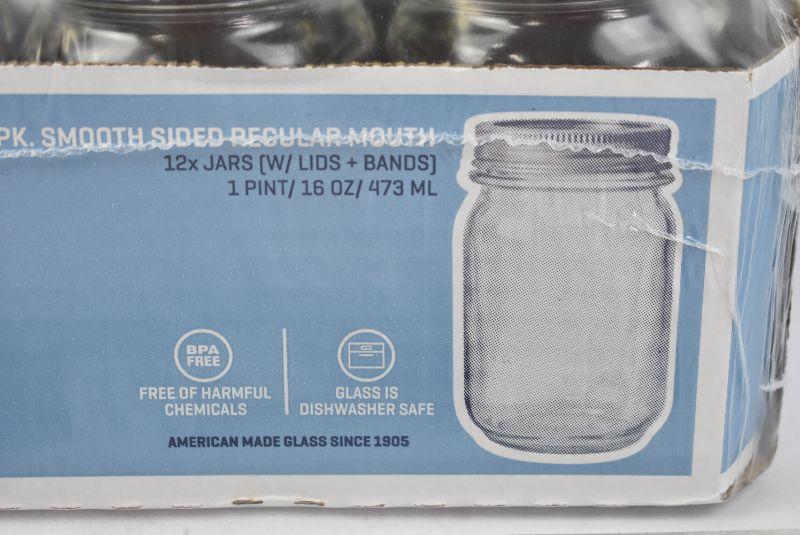 PK. SMOOTH SIDED REGULAR MOUTH
12x JARS (W/ LIDS + BANDS)
1 PINT/ 16 OZ/ 473 ML
BPA
FREE
FREE OF HARMFUL
CHEMICALS
GLASS IS
DISHWASHER SAFE
AMERICAN MADE GLASS SINCE 1905